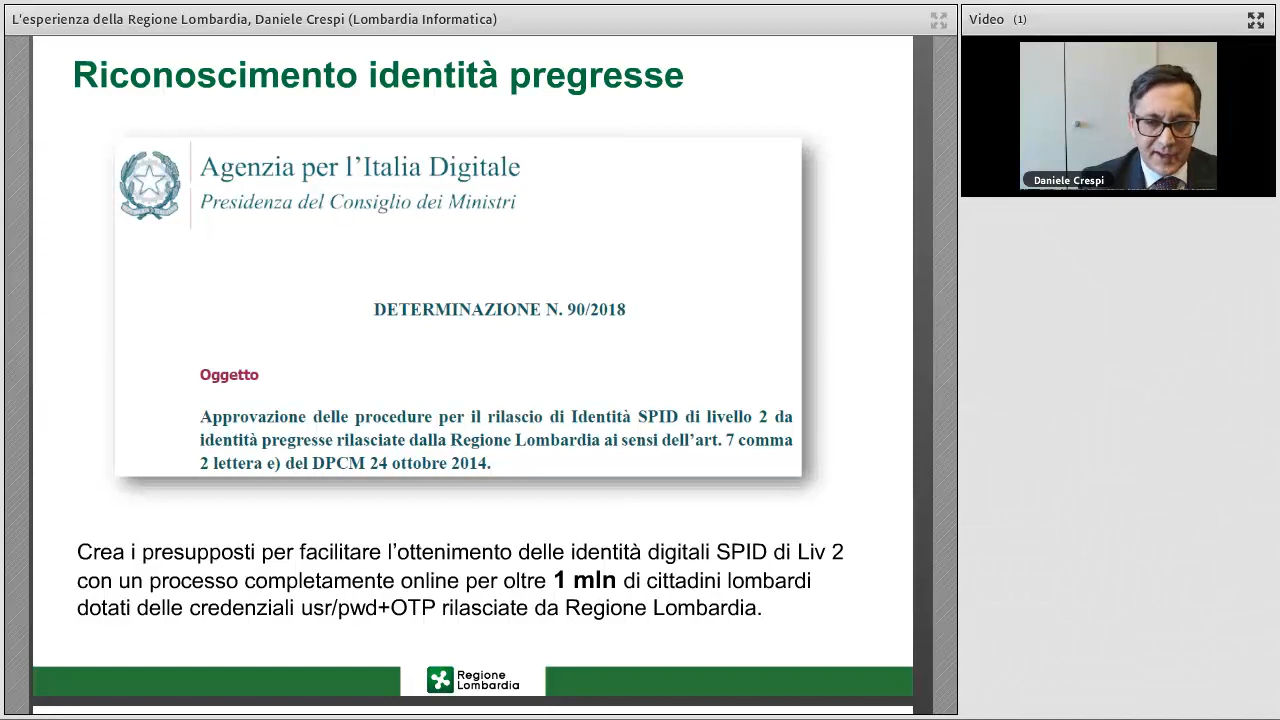 L'esperienza della Regione Lombardia, Daniele Crespi (Lombardia Informatica)
Video (1)
Riconoscimento identità pregresse
Daniele Crespi
Agenzia per l'Italia Digitale
Presidenza del Consiglio dei Ministri
DETERMINAZIONE N. 90/2018
Oggetto
Approvazione delle procedure per il rilascio di Identità SPID di livello 2 da
identità pregresse rilasciate dalla Regione Lombardia ai sensi dell'art. 7 comma
2 lettera e) del DPCM 24 ottobre 2014.
Crea i presupposti per facilitare l'ottenimento delle identità digitali SPID di Liv 2
con un processo completamente online per oltre 1 mln di cittadini lombardi
dotati delle credenziali usr/pwd+OTP rilasciate da Regione Lombardia.
Regione
Lombardia